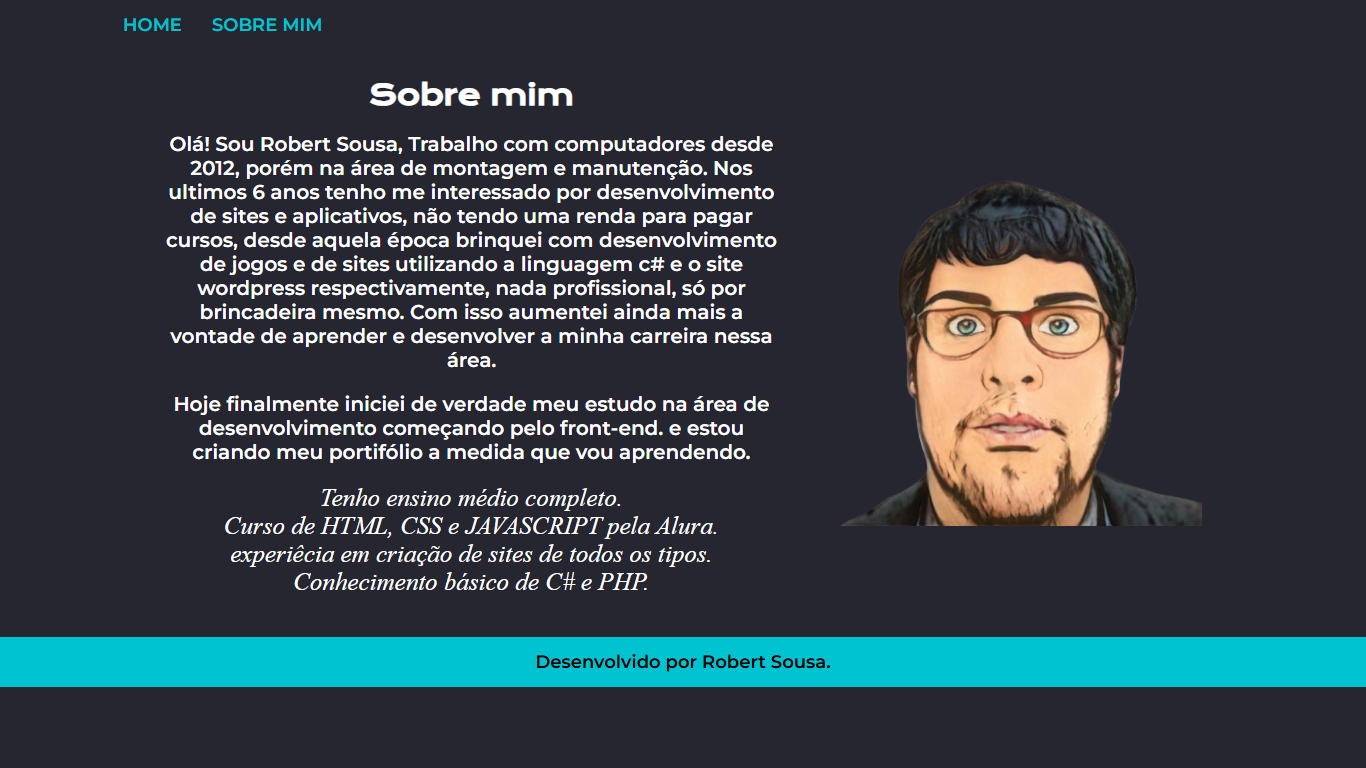 HOME SOBRE MIM
Sobre mim
Olá! Sou Robert Sousa, Trabalho com computadores desde
2012, porém na área de montagem e manutenção. Nos
ultimos 6 anos tenho me interessado por desenvolvimento
de sites e aplicativos, não tendo uma renda para pagar
cursos, desde aquela época brinquei com desenvolvimento
de jogos e de sites utilizando a linguagem c# e o site
wordpress respectivamente, nada profissional, só por
brincadeira mesmo. Com isso aumentei ainda mais a
vontade de aprender e desenvolver a minha carreira nessa
área.
Hoje finalmente iniciei de verdade meu estudo na área de
desenvolvimento começando pelo front-end. e estou
criando meu portifólio a medida que vou aprendendo.
Tenho ensino médio completo.
Curso de HTML, CSS e JAVASCRIPT pela Alura.
experiêcia em criação de sites de todos os tipos.
Conhecimento básico de C# e PHP.
Desenvolvido por Robert Sousa.